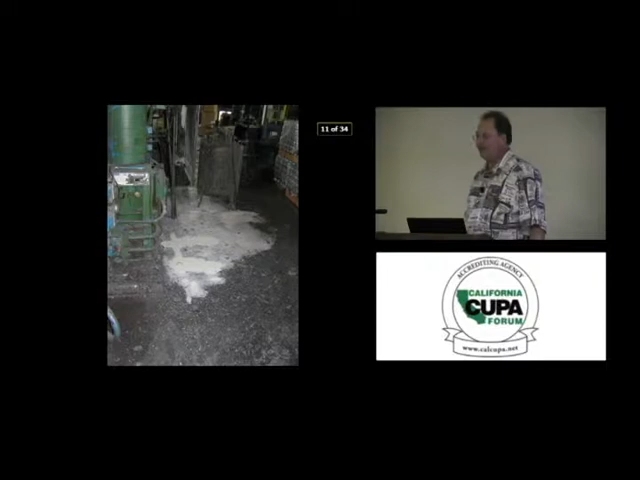 11 of 34
ACCREDITING AGENCY
CALIFORNIA
CUPA
FORUM
www.calcupa.net